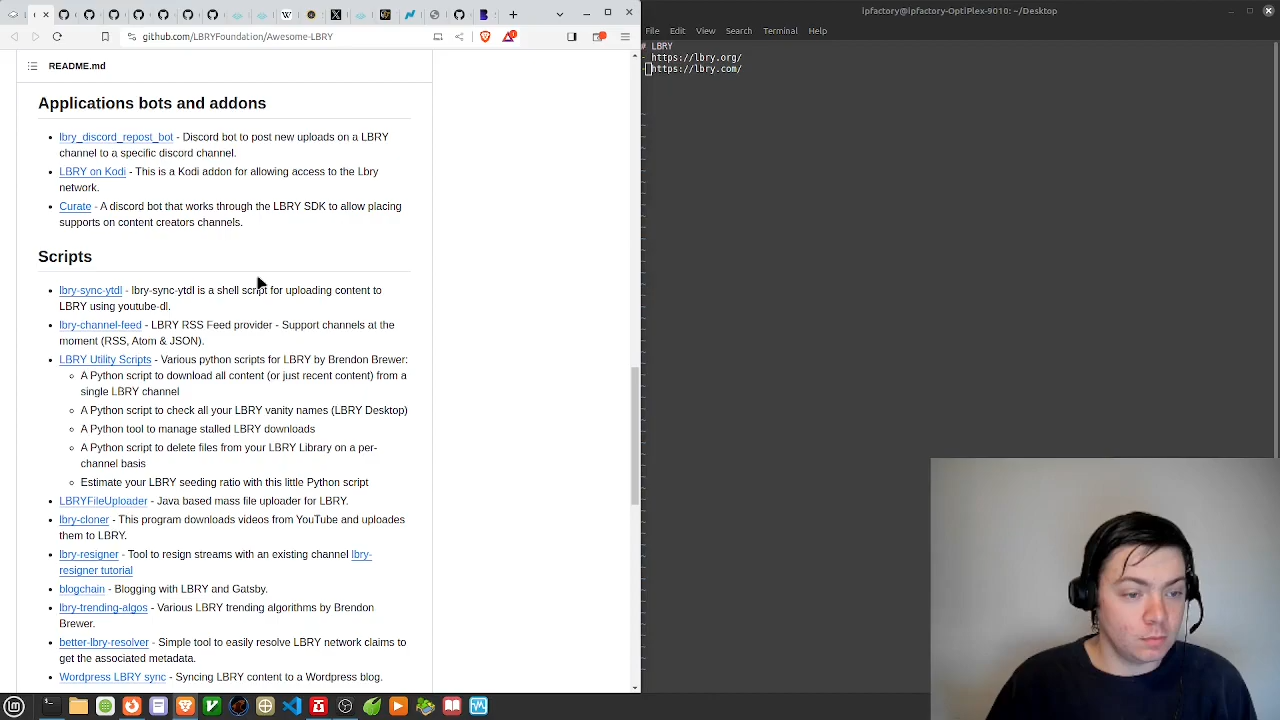 github.com/LBRYFoundation/Awesome-LBRY
README.md
Applications bots and addons
lbry_discord_repost_bot - Discord bot to post new uploads on a LBRY
channel to a specific discord channel.
LBRY on Kodi - This is a Kodi addon for allowing access to the Lbry
network.
Curate - A discord bot that works through the LBRY SDK to allow placing
supports on content creators channels.
Scripts
lbry-sync-ytdl - lbry-sync-ytdl is a shell script for uploading content to
LBRY using youtube-dl.
lbry-channel-feed - LBRY RSS Feed provider - Support channels at the
moment (RSS, Atom & JSON).
LBRY Utility Scripts - Various python scripts for LBRY by Brendon Brewer:
A Python script to download all content (or just recent content) from a
single LBRY channel
A Python script to check all your LBRY vanity names (LBRY Desktop)
A Python tool to manage stalled LBRY downloads
A Python script to delete files from your LBRY Library on a per-
channel basis
Estimate your LBRY seeding ratio with this little Python script
LBRYFileUploader - Java based mass file uploader for LBRY.
lbry-cloner - This program downloads videos from YouTube and uploades
them to LBRY.
lbry-resigner - Tool to resign streams with an existing channel lbry-
resigner tutorial
blogchain - Blogging with LBRY and Gatsby.
lbry-trending-algos - Various LBRY trending algorithms by Brendon
Brewer.
better-lbry-resolver - Simple tool to easily resolve LBRY network claims to
get the associated metadata.
Wordpress LBRY sync - Syncing LBRY content to a Wordpress blog.
ipfactory@ipfactory-OptiPlex-9010: ~/Desktop
File Edit View Search Terminal Help
# LBRY
https://lbry.org/
https://lbry.com/